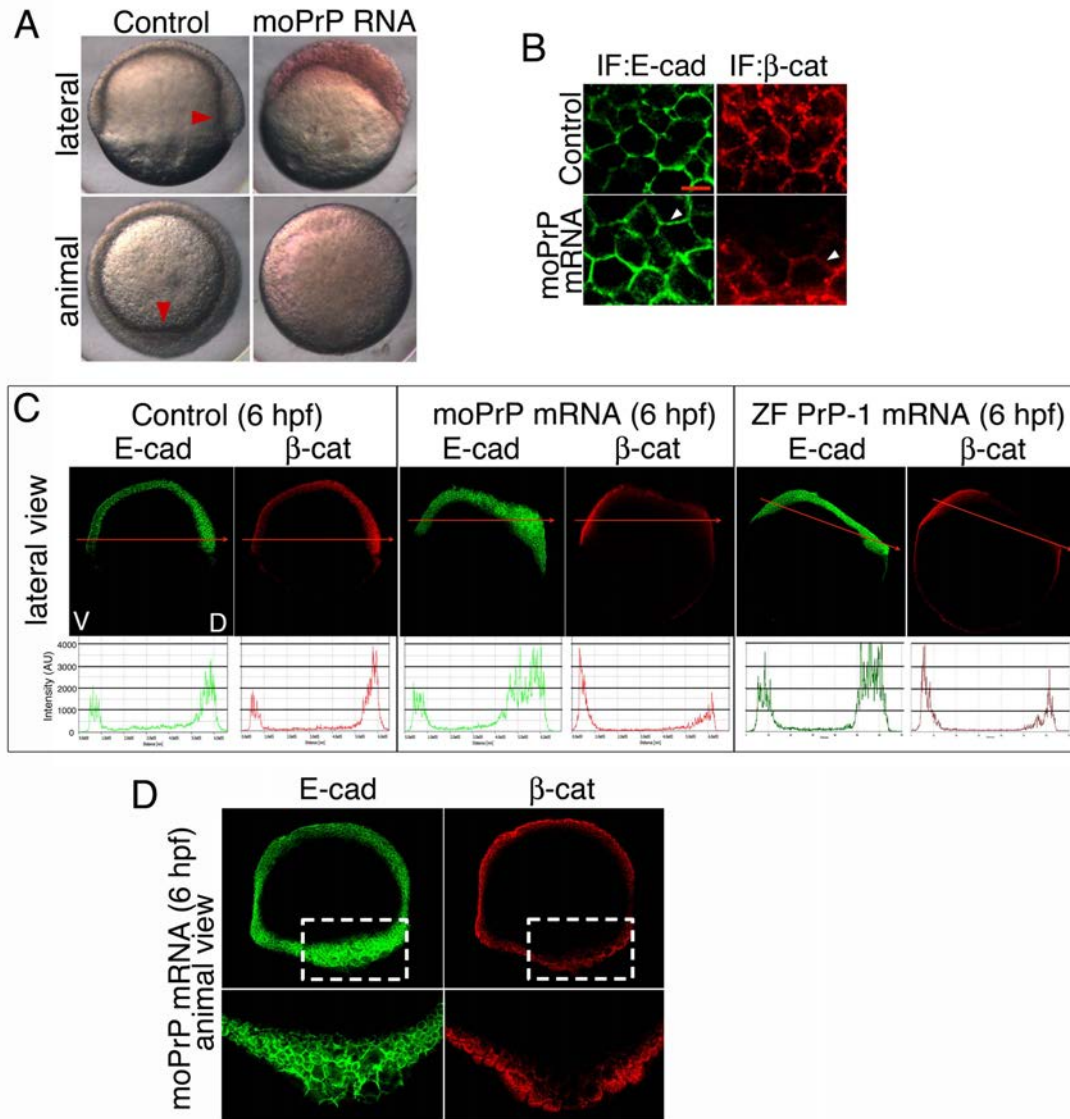 A
Control
moPrP RNA
lateral
animal
B
IF:E-cad
IF:β-cat
Control
moPrP
mRNA
C
Control (6 hpf)
moPrP mRNA (6 hpf)
ZF PrP-1 mRNA (6 hpf)
E-cad
β-cat
E-cad
β-cat
E-cad
β-cat
lateral view
V
D
Intensity (AU)
4000
3000
2000
1000
0
D
E-cad
β-cat
moPrP mRNA (6 hpf)
animal view